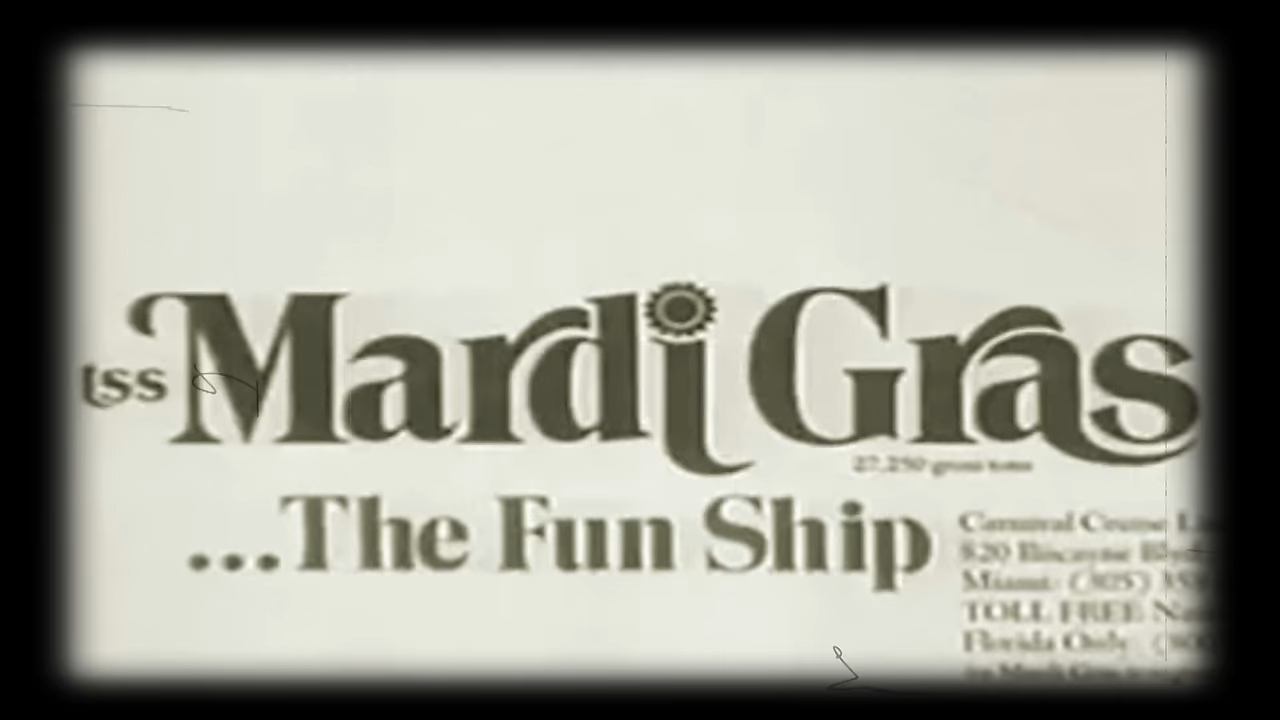 tss Mardi Gras
27,250 gross tons
...The Fun Ship
Carnival Cruise
820 Biscayne
Miami: (305)
TOLL FREE
Florida Only: